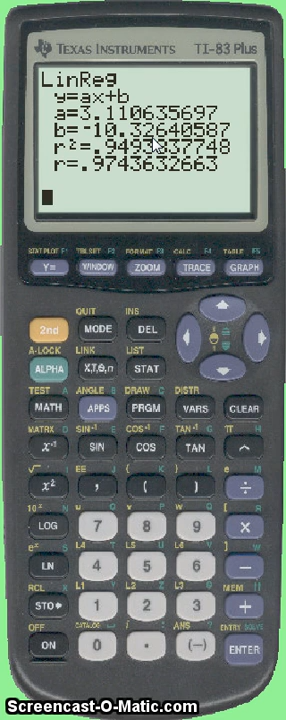 TEXAS INSTRUMENTS TI-83 Plus
LinReg
y=ax+b
a=3.110635697
b=-10.32640587
r²=.9493837748
r=.9743632663
STAT PLOT F1 TBLSET F2 FORMAT F3 CALC F4 TABLE F5
Y= WINDOW ZOOM TRACE GRAPH
QUIT INS
2nd MODE DEL
A-LOCK LINK LIST
ALPHA X,T,θ,n STAT
TEST A ANGLE B DRAW C DISTR
MATH APPS PRGM VARS CLEAR
MATRX D SIN⁻¹ E COS⁻¹ F TAN⁻¹ G π H
x⁻¹ SIN COS TAN ^
√ I EE J { K } L e M
x² , ( ) ÷
10ˣ N u O v P w Q [ R
LOG 7 8 9 X
eˣ S L4 T L5 U L6 V ] W
LN 4 5 6 −
RCL X L1 Y L2 Z L3 θ MEM "
STO▸ 1 2 3 +
OFF CATALOG i : ANS ? ENTRY SOLVE
ON 0 . (−) ENTER
Screencast-O-Matic.com